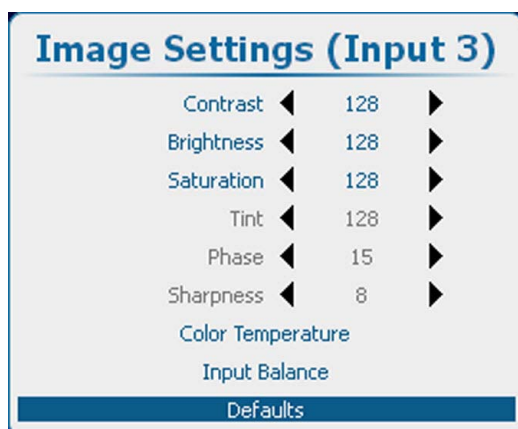 Image Settings (Input 3)
Contrast 128
Brightness 128
Saturation 128
Tint 128
Phase 15
Sharpness 8
Color Temperature
Input Balance
Defaults